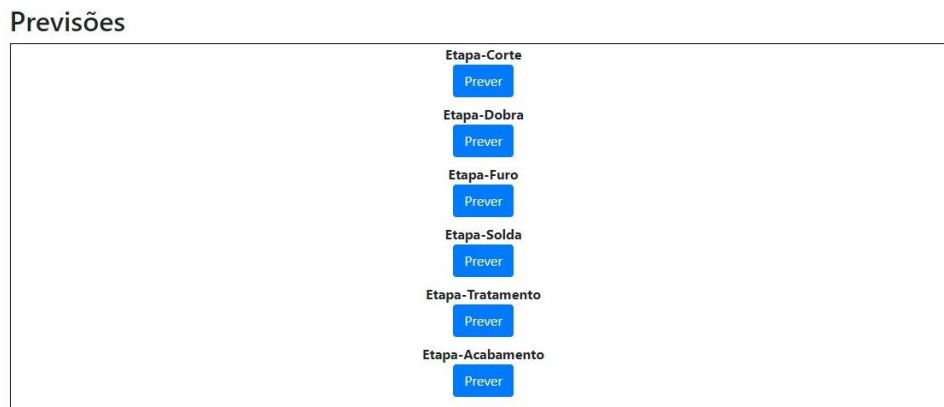 Previsões
Etapa-Corte
Prever
Etapa-Dobra
Prever
Etapa-Furo
Prever
Etapa-Solda
Prever
Etapa-Tratamento
Prever
Etapa-Acabamento
Prever